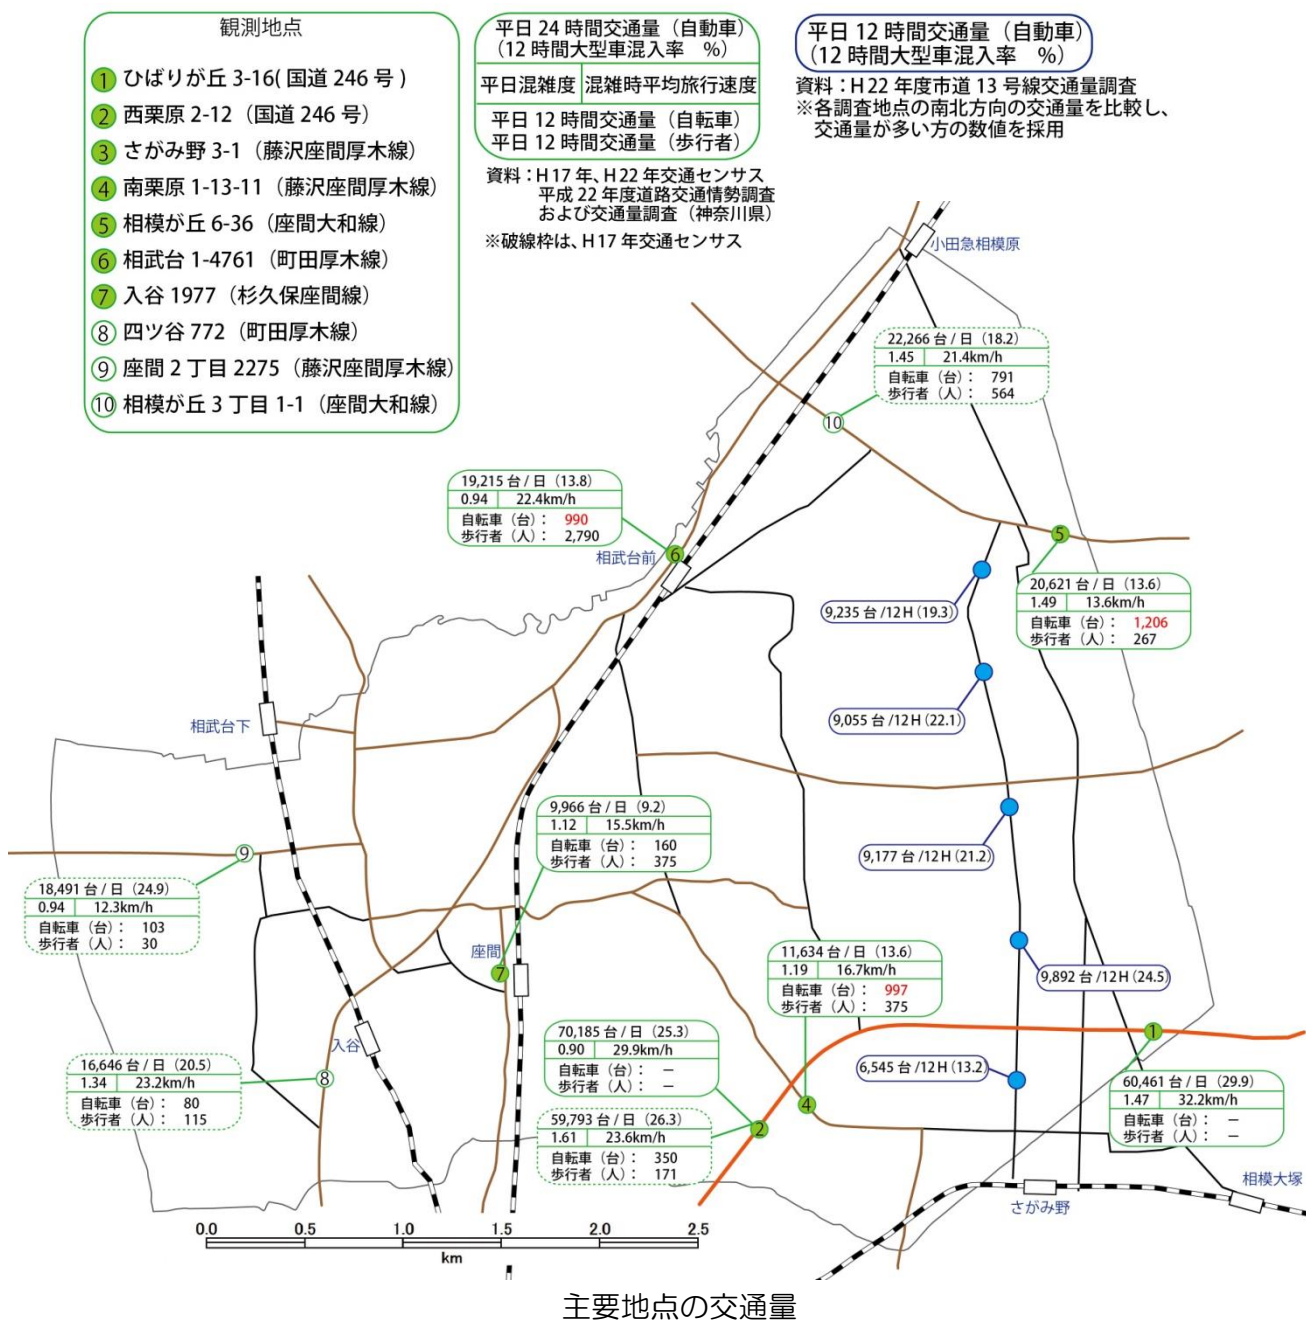 観測地点
1 ひばりが丘 3-16( 国道 246 号 )
2 西栗原 2-12（国道 246 号）
3 さがみ野 3-1（藤沢座間厚木線）
4 南栗原 1-13-11（藤沢座間厚木線）
5 相模が丘 6-36（座間大和線）
6 相武台 1-4761（町田厚木線）
7 入谷 1977（杉久保座間線）
8 四ツ谷 772（町田厚木線）
9 座間 2 丁目 2275（藤沢座間厚木線）
10 相模が丘 3 丁目 1-1（座間大和線）
平日 24 時間交通量（自動車）
（12 時間大型車混入率　%）
平日混雑度 混雑時平均旅行速度
平日 12 時間交通量（自転車）
平日 12 時間交通量（歩行者）
資料：H17 年、H22 年交通センサス
平成 22 年度道路交通情勢調査
および交通量調査（神奈川県）
※破線枠は、H17 年交通センサス
平日 12 時間交通量（自動車）
（12 時間大型車混入率　%）
資料：H22 年度市道 13 号線交通量調査
※各調査地点の南北方向の交通量を比較し、
交通量が多い方の数値を採用
小田急相模原
22,266 台 / 日（18.2）
1.45 21.4km/h
自転車（台）： 791
歩行者（人）： 564
10
19,215 台 / 日（13.8）
0.94 22.4km/h
自転車（台）： 990
歩行者（人）： 2,790
相武台前
6
5
20,621 台 / 日（13.6）
1.49 13.6km/h
自転車（台）： 1,206
歩行者（人）： 267
9,235 台 /12H（19.3）
9,055 台 /12H（22.1）
相武台下
9,966 台 / 日（9.2）
1.12 15.5km/h
自転車（台）： 160
歩行者（人）： 375
9,177 台 /12H（21.2）
9
18,491 台 / 日（24.9）
0.94 12.3km/h
自転車（台）： 103
歩行者（人）： 30
座間
7
11,634 台 / 日（13.6）
1.19 16.7km/h
自転車（台）： 997
歩行者（人）： 375
9,892 台 /12H（24.5）
入谷
70,185 台 / 日（25.3）
0.90 29.9km/h
自転車（台）： －
歩行者（人）： －
1
16,646 台 / 日（20.5）
1.34 23.2km/h
自転車（台）： 80
歩行者（人）： 115
8
6,545 台 /12H（13.2）
60,461 台 / 日（29.9）
1.47 32.2km/h
自転車（台）： －
歩行者（人）： －
4
59,793 台 / 日（26.3）
1.61 23.6km/h
自転車（台）： 350
歩行者（人）： 171
2
相模大塚
さがみ野
0.0 0.5 1.0 1.5 2.0 2.5
km
主要地点の交通量